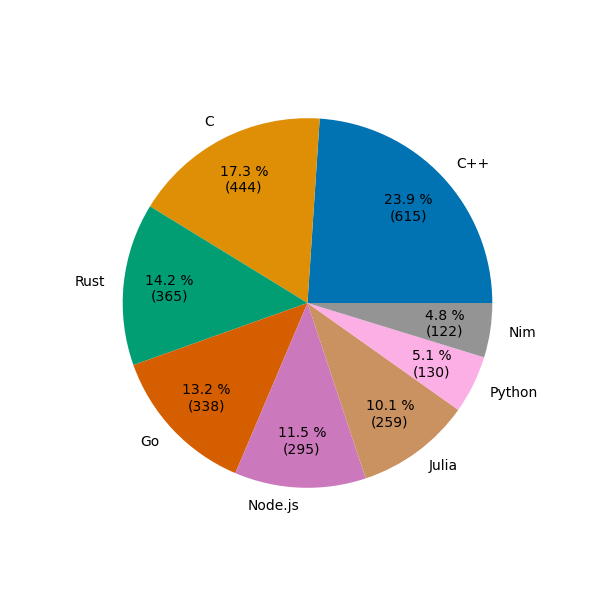 C
C++
17.3 %
(444)
23.9 %
(615)
Rust
14.2 %
(365)
4.8 %
(122)
Nim
5.1 %
(130)
Python
13.2 %
(338)
10.1 %
(259)
Go
11.5 %
(295)
Julia
Node.js